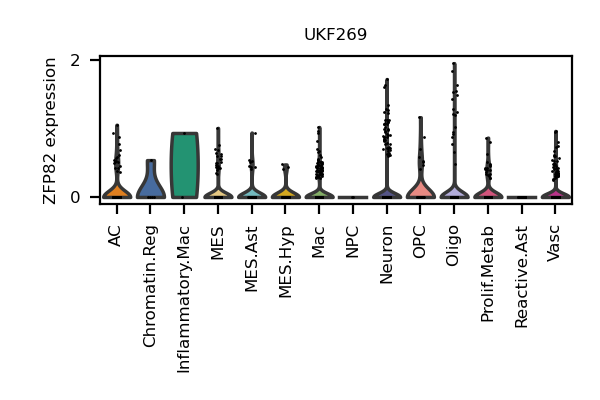 UKF269
ZFP82 expression
2
0
AC
Chromatin.Reg
Inflammatory.Mac
MES
MES.Ast
MES.Hyp
Mac
NPC
Neuron
OPC
Oligo
Prolif.Metab
Reactive.Ast
Vasc